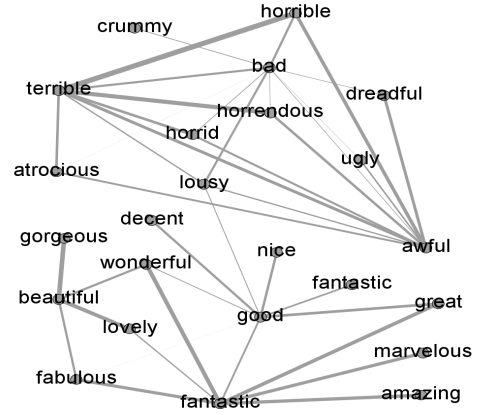 horrible
crummy
bad
terrible
dreadful
horrendous
horrid
ugly
atrocious
lousy
decent
gorgeous
awful
nice
wonderful
fantastic
beautiful
great
good
lovely
marvelous
fabulous
amazing
fantastic